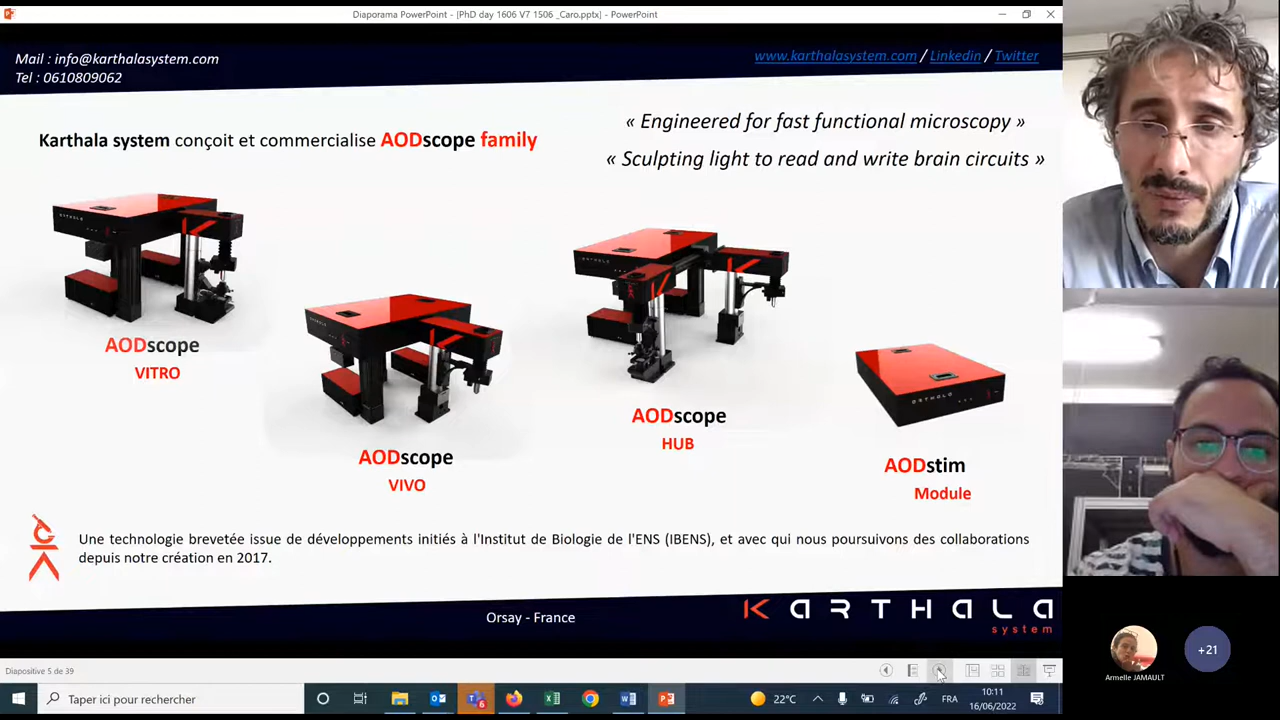 Diaporama PowerPoint - [PhD day 1606 V7 1506 _Caro.pptx] - PowerPoint
Mail : info@karthalasystem.com
Tel : 0610809062
www.karthalasystem.com / Linkedin / Twitter
« Engineered for fast functional microscopy »
Karthala system conçoit et commercialise AODscope family
« Sculpting light to read and write brain circuits »
AODscope
VITRO
AODscope
VIVO
AODscope
HUB
AODstim
Module
Une technologie brevetée issue de développements initiés à l'Institut de Biologie de l'ENS (IBENS), et avec qui nous poursuivons des collaborations
depuis notre création en 2017.
Orsay - France
KARTHALA
system
Diapositive 5 de 39
+21
Armelle JAMAULT
Taper ici pour rechercher
22°C
FRA
10:11
16/06/2022